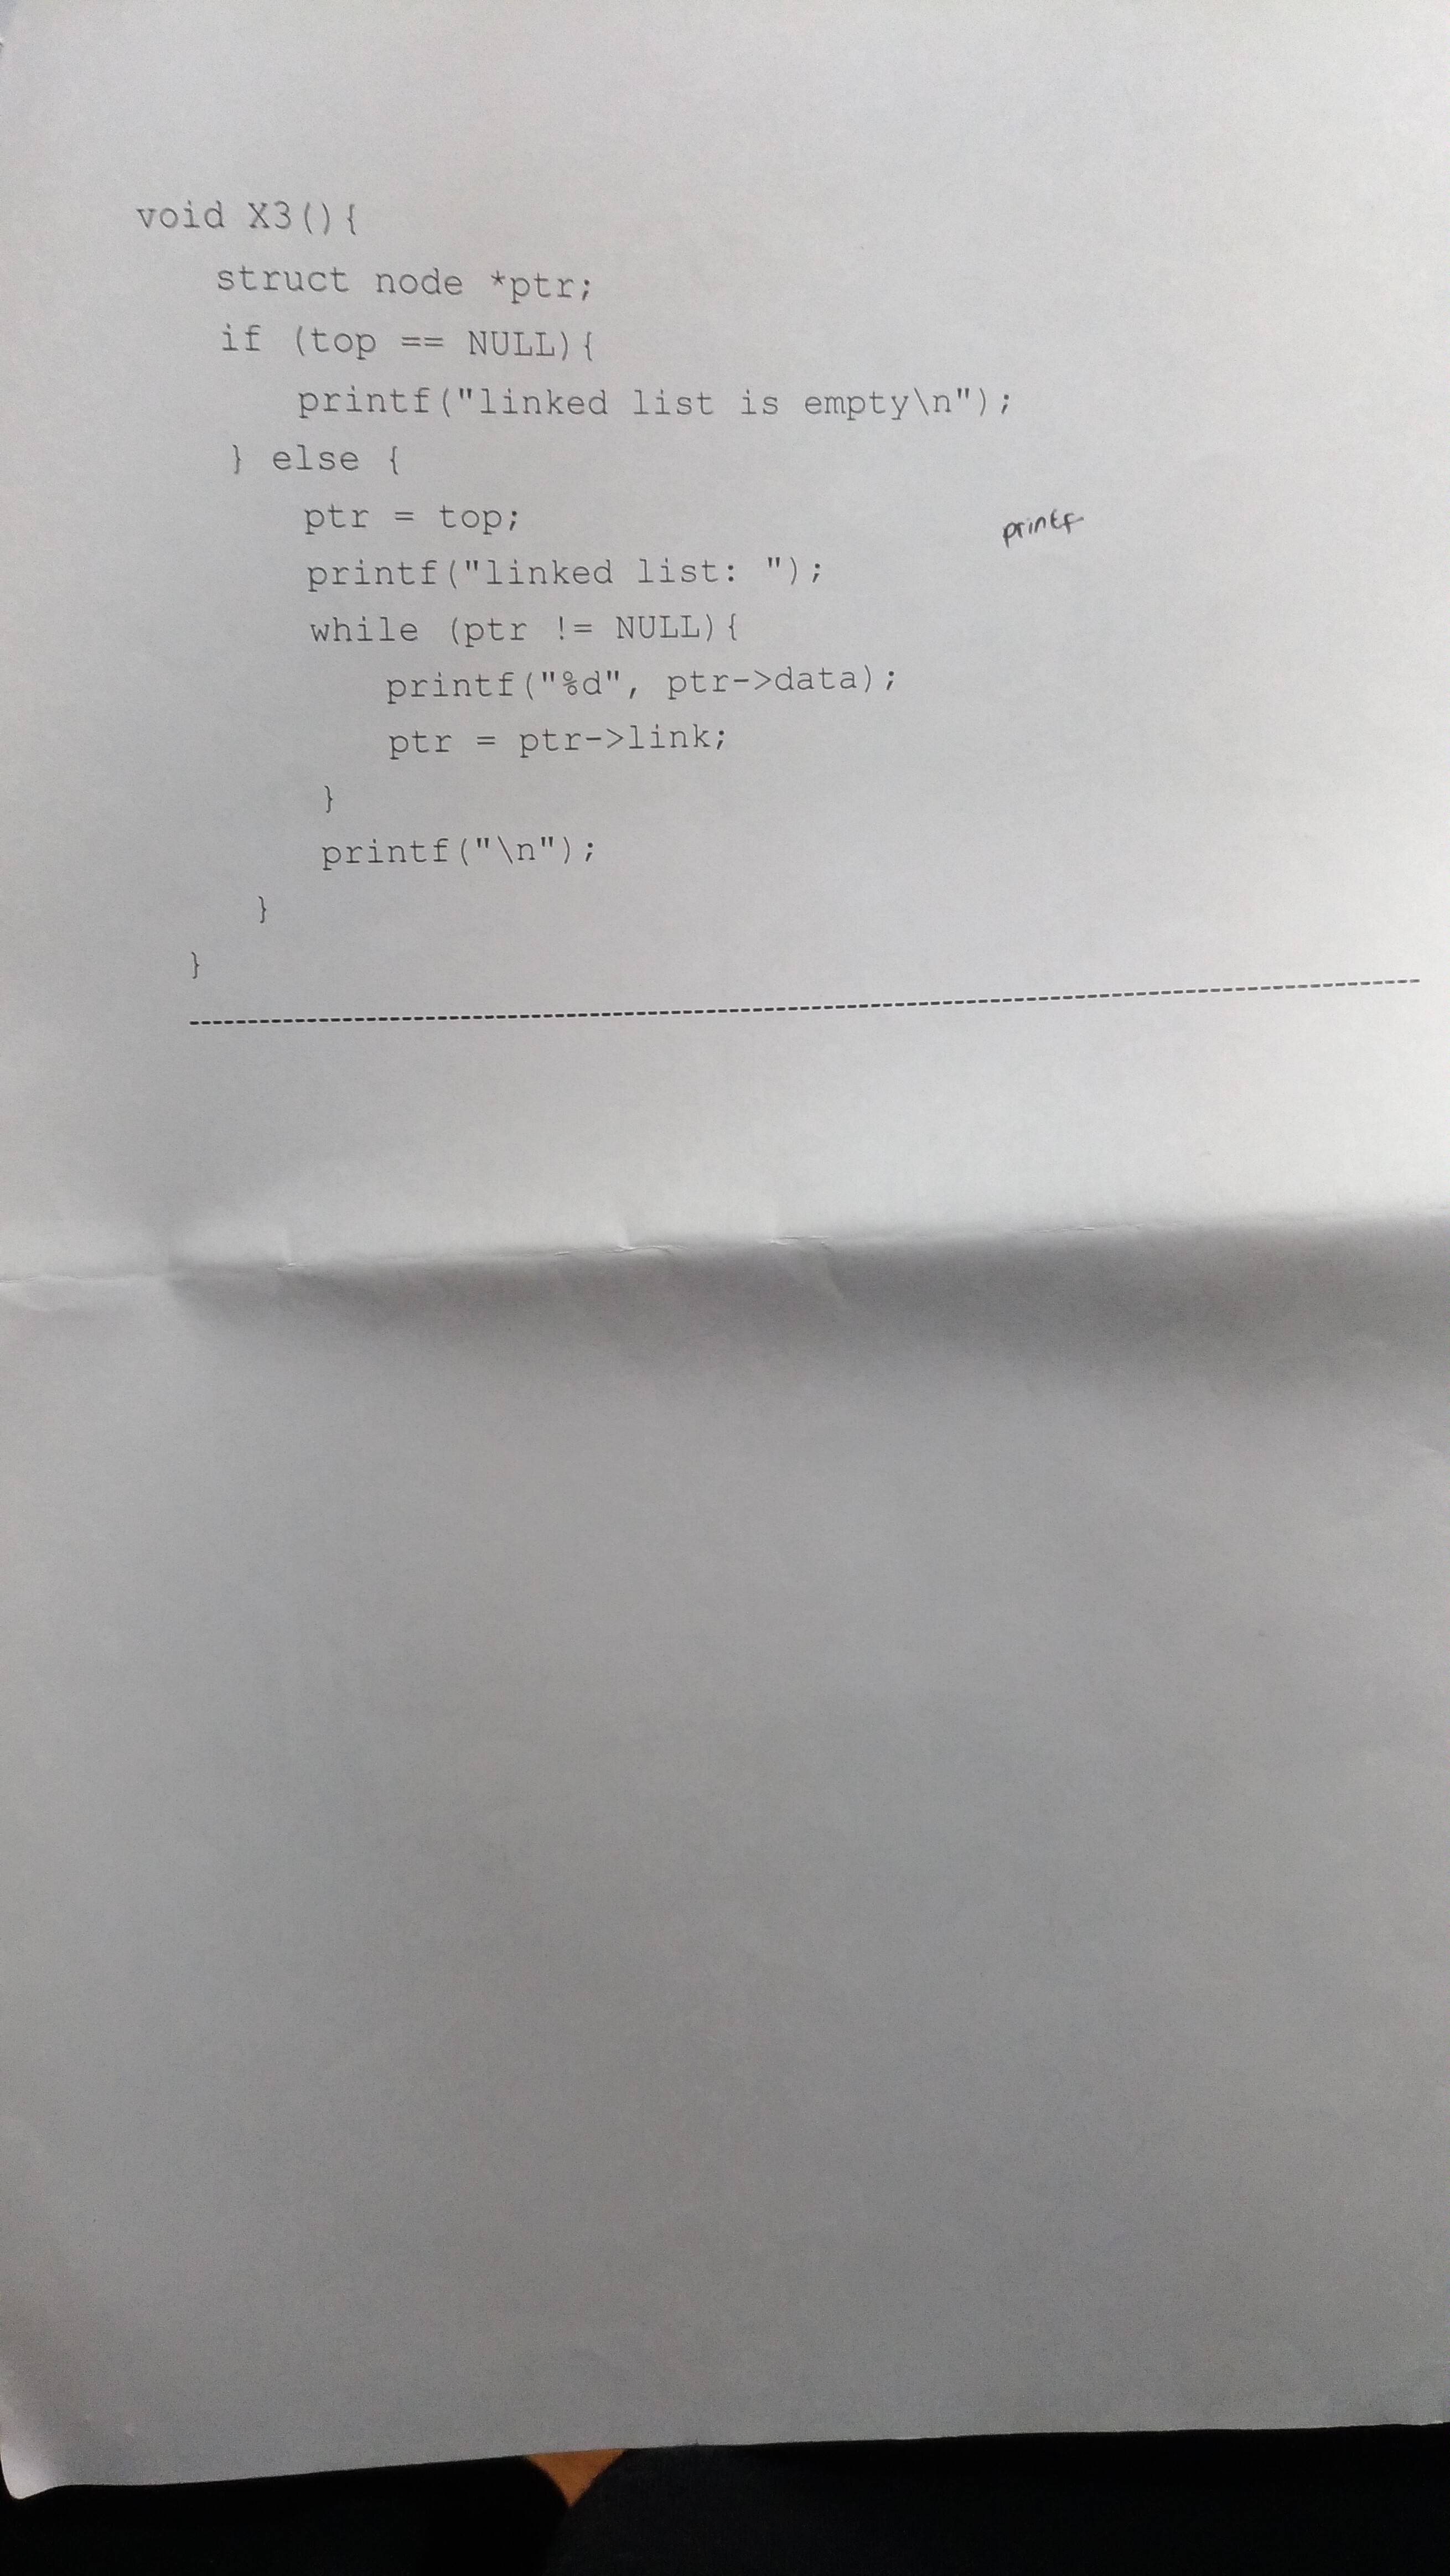 void X3(){
struct node *ptr;
if (top == NULL){
printf("linked list is empty\n");
} else {
ptr = top;
printf
printf("linked list: ");
while (ptr != NULL){
printf("%d", ptr->data);
ptr = ptr->link;
}
printf("\n");
}
}